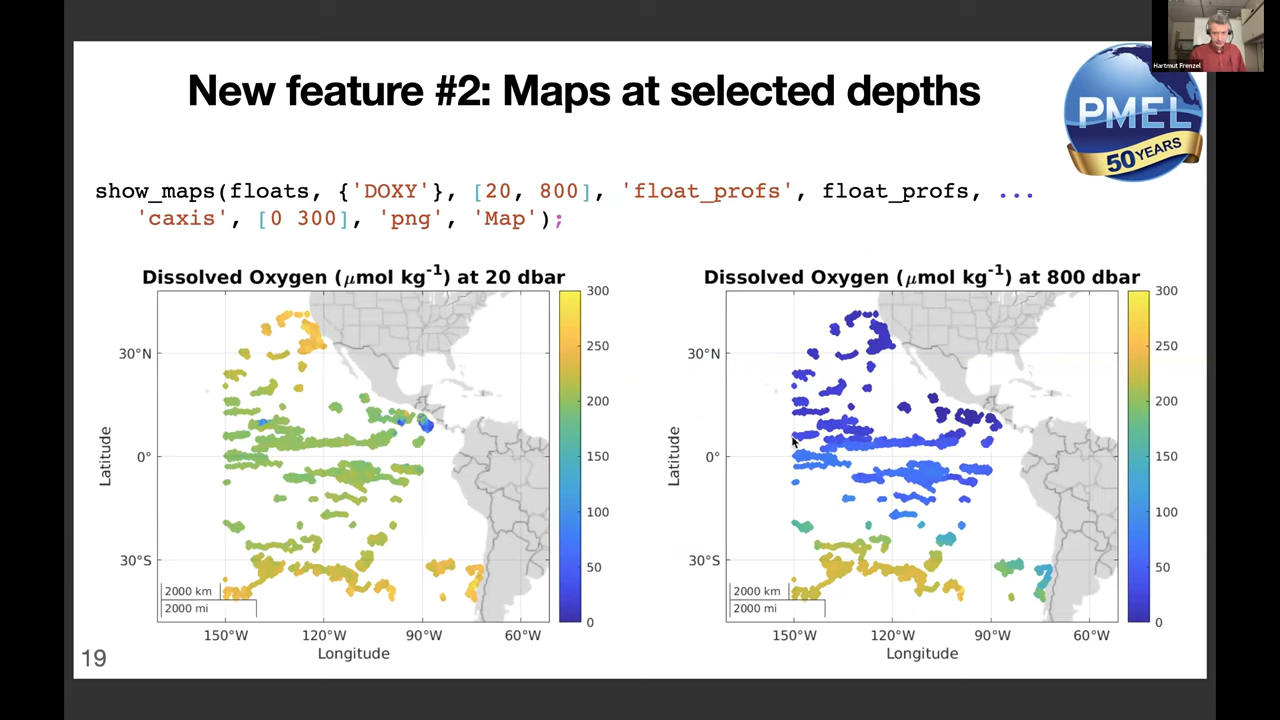 Hartmut Frenzel
New feature #2: Maps at selected depths
PMEL
50 YEARS
show_maps(floats, {'DOXY'}, [20, 800], 'float_profs', float_profs, ...
'caxis', [0 300], 'png', 'Map');
Dissolved Oxygen (μmol kg⁻¹) at 20 dbar
30°N
0°
30°S
Latitude
2000 km
2000 mi
150°W
120°W
90°W
60°W
Longitude
300
250
200
150
100
50
0
Dissolved Oxygen (μmol kg⁻¹) at 800 dbar
30°N
0°
30°S
Latitude
2000 km
2000 mi
150°W
120°W
90°W
60°W
Longitude
300
250
200
150
100
50
0
19